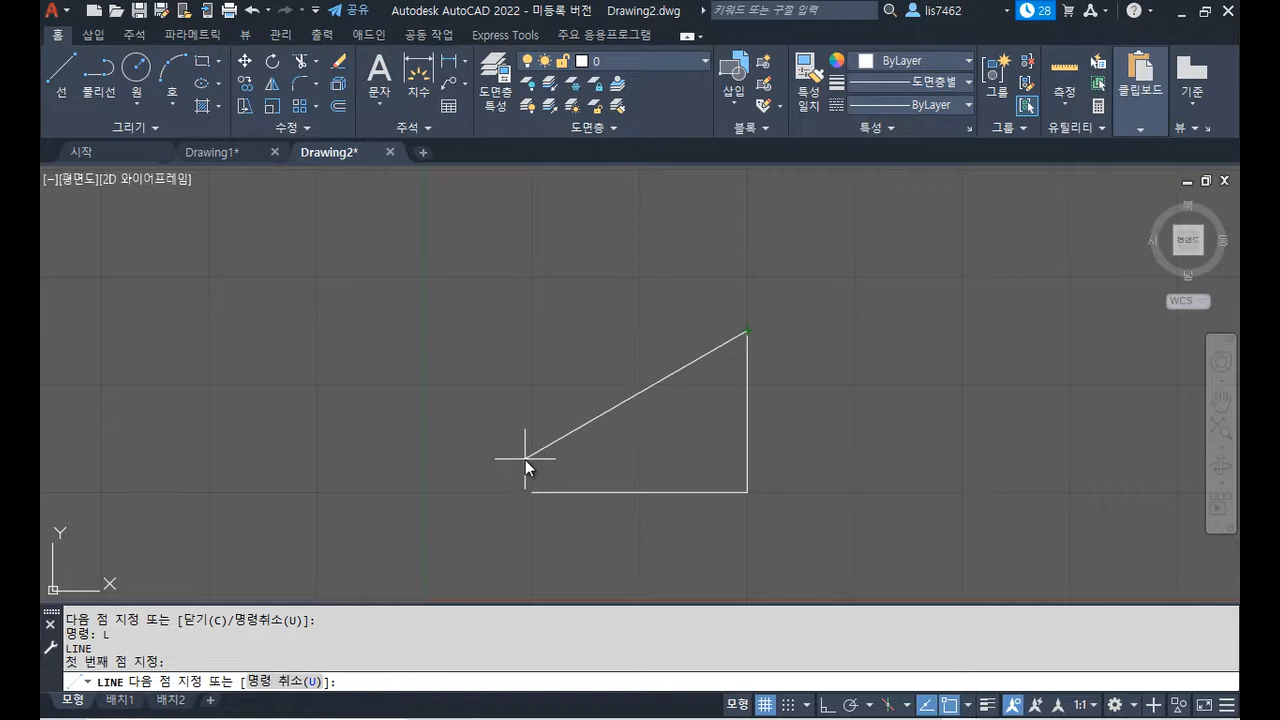 공유 Autodesk AutoCAD 2022 - 미등록 버전 Drawing2.dwg 키워드 또는 구절 입력 lis7462 28
홈 삽입 주석 파라메트릭 뷰 관리 출력 애드인 공동 작업 Express Tools 주요 응용프로그램
선 폴리선 원 호 문자 치수 도면층 특성 0 삽입 특성 일치 ByLayer 그룹 측정 클립보드 기준
도면층별
ByLayer
그리기 수정 주석 도면층 블록 특성 그룹 유틸리티 뷰
시작 Drawing1* Drawing2*
[−][평면도][2D 와이어프레임]
북
서 평면도 동
남
WCS
Y
X
다음 점 지정 또는 [닫기(C)/명령취소(U)]:
명령: L
LINE
첫 번째 점 지정:
LINE 다음 점 지정 또는 [명령 취소(U)]:
모형 배치1 배치2 모형 1:1